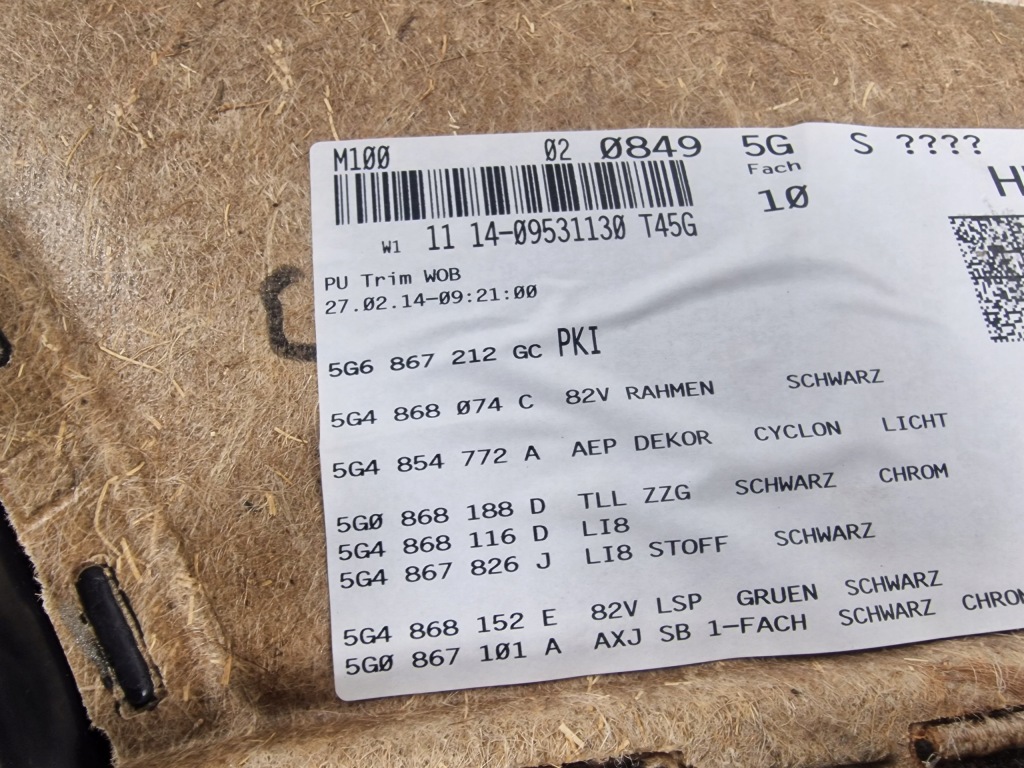 M100 02 0849 5G S ????
Fach
10
W1 11 14-09531130 T45G
PU Trim WOB
27.02.14-09:21:00
5G6 867 212 GC PKI
5G4 868 074 C 82V RAHMEN SCHWARZ
5G4 854 772 A AEP DEKOR CYCLON LICHT
5G0 868 188 D TLL ZZG SCHWARZ CHROM
5G4 868 116 D LI8
5G4 867 826 J LI8 STOFF SCHWARZ
5G4 868 152 E 82V LSP GRUEN SCHWARZ
5G0 867 101 A AXJ SB 1-FACH SCHWARZ CHROM